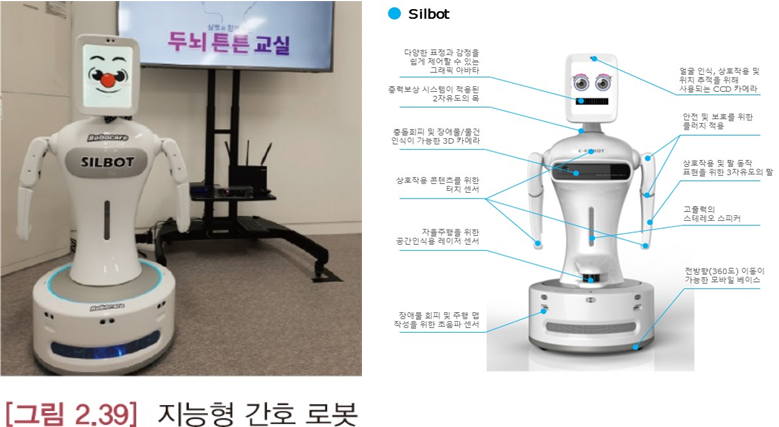 실벗과 함께
두뇌 튼튼 교실
Robocare
SILBOT
Robocare
[그림 2.39] 지능형 간호 로봇
Silbot
다양한 표정과 감정을
쉽게 제어할 수 있는
그래픽 아바타
중력보상 시스템이 적용된
2자유도의 목
충돌회피 및 장애물/물건
인식이 가능한 3D 카메라
상호작용 콘텐츠를 위한
터치 센서
자율주행을 위한
공간인식용 레이저 센서
장애물 회피 및 주행 맵
작성을 위한 초음파 센서
얼굴 인식, 상호작용 및
위치 추적을 위해
사용되는 CCD 카메라
안전 및 보호를 위한
클러치 적용
상호작용 및 팔 동작
표현을 위한 3자유도의 팔
고출력의
스테레오 스피커
전방향(360도) 이동이
가능한 모바일 베이스